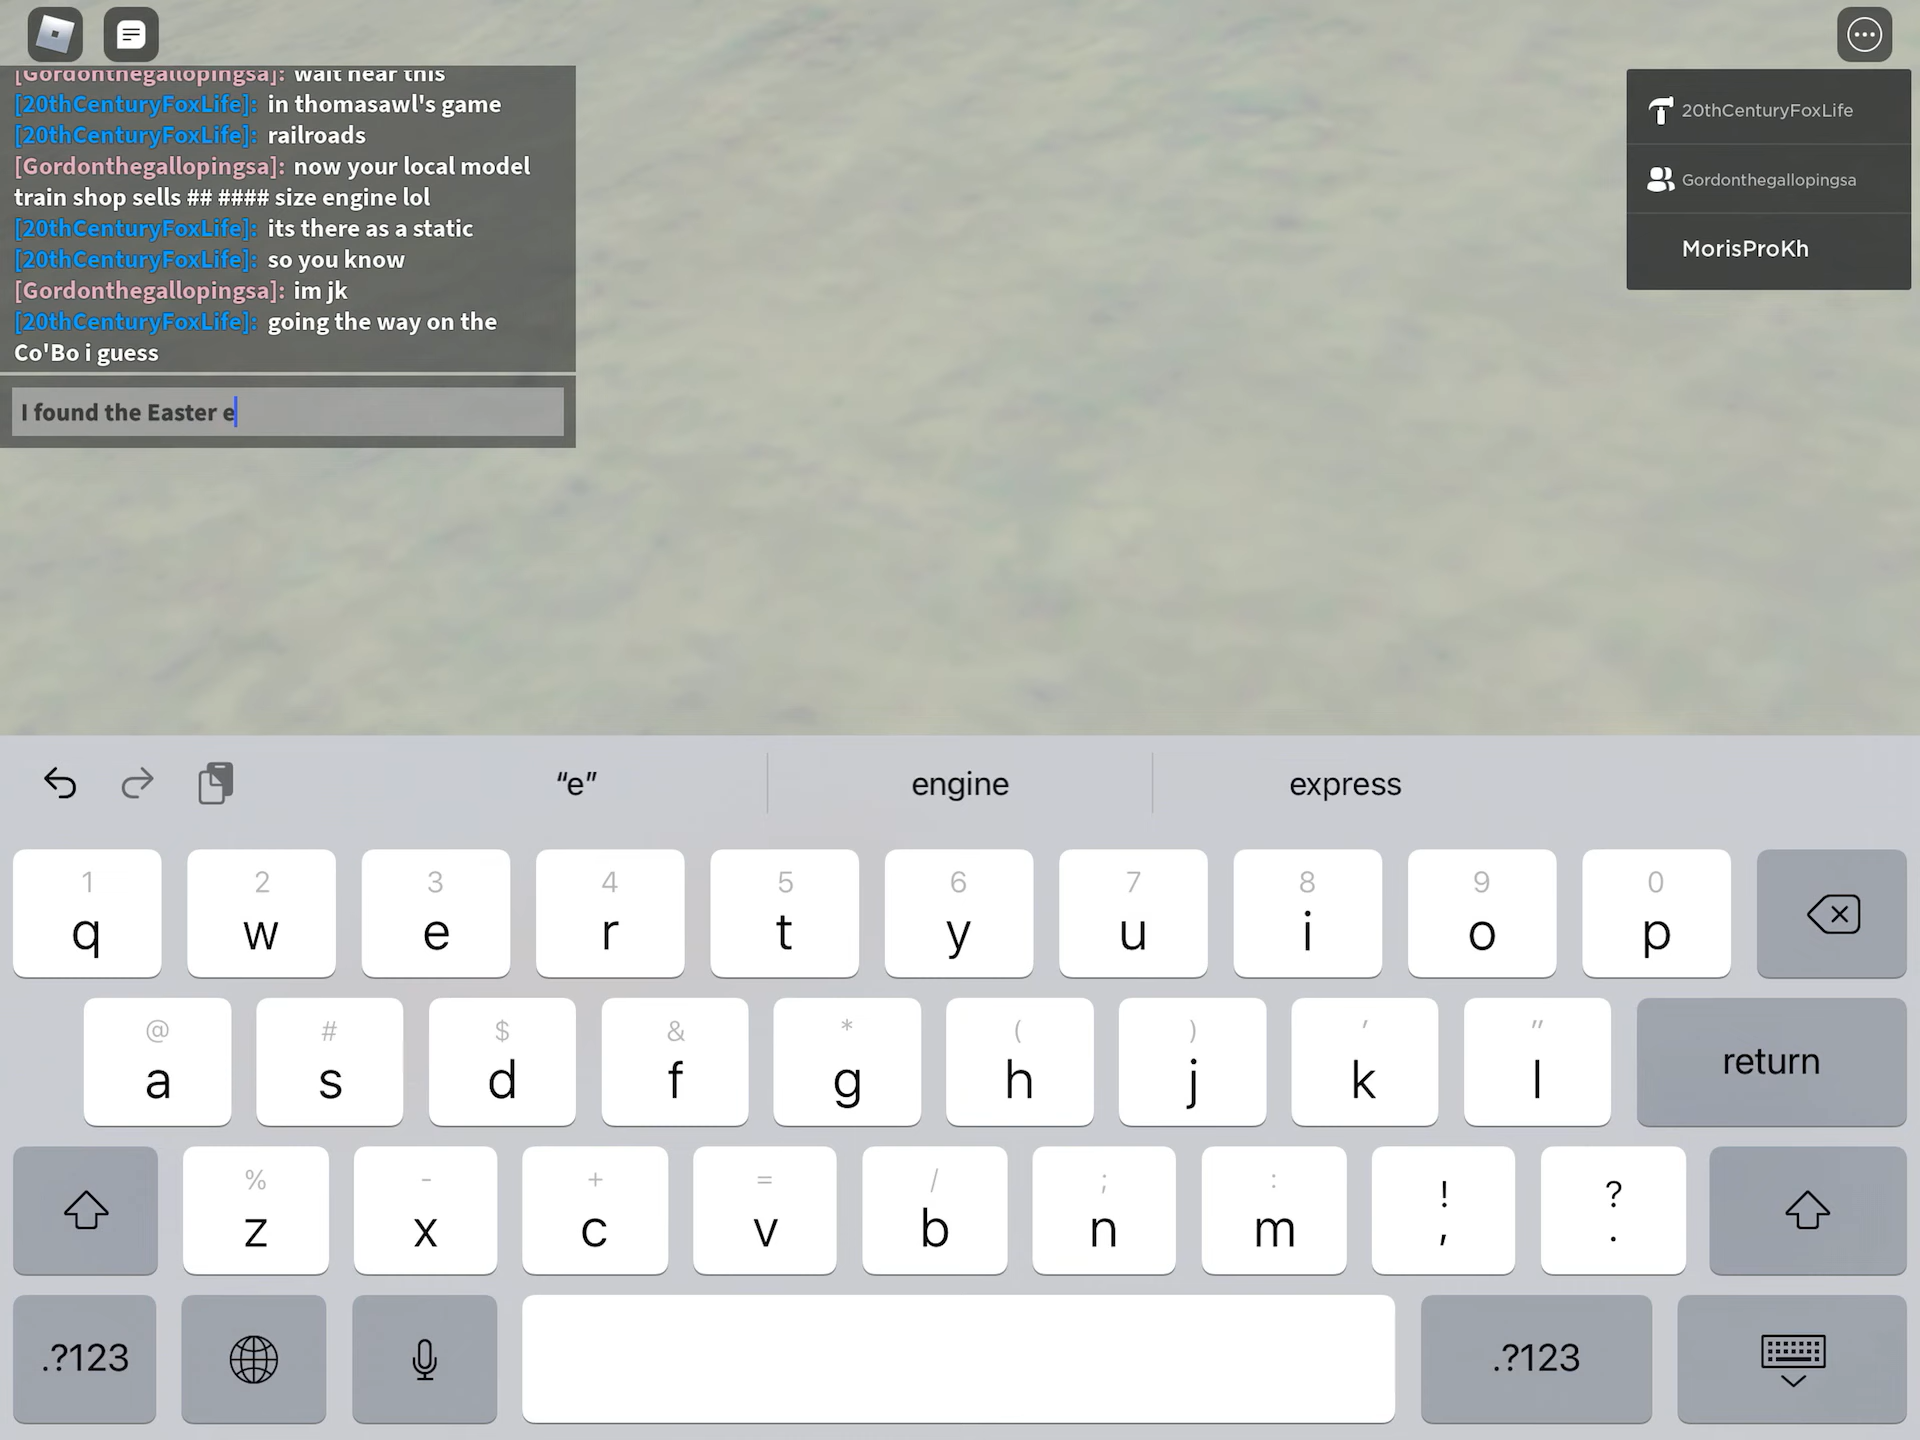 [Gordonthegallopingsa]: wait near this
[20thCenturyFoxLife]: in thomasawl's game
[20thCenturyFoxLife]: railroads
[Gordonthegallopingsa]: now your local model
train shop sells ## #### size engine lol
[20thCenturyFoxLife]: its there as a static
[20thCenturyFoxLife]: so you know
[Gordonthegallopingsa]: im jk
[20thCenturyFoxLife]: going the way on the
Co'Bo i guess
I found the Easter e
20thCenturyFoxLife
Gordonthegallopingsa
MorisProKh
“e” engine express
1 2 3 4 5 6 7 8 9 0
q w e r t y u i o p
@ # $ & * ( ) ' "
a s d f g h j k l return
% - + = / ; : ! ?
z x c v b n m , .
.?123 .?123